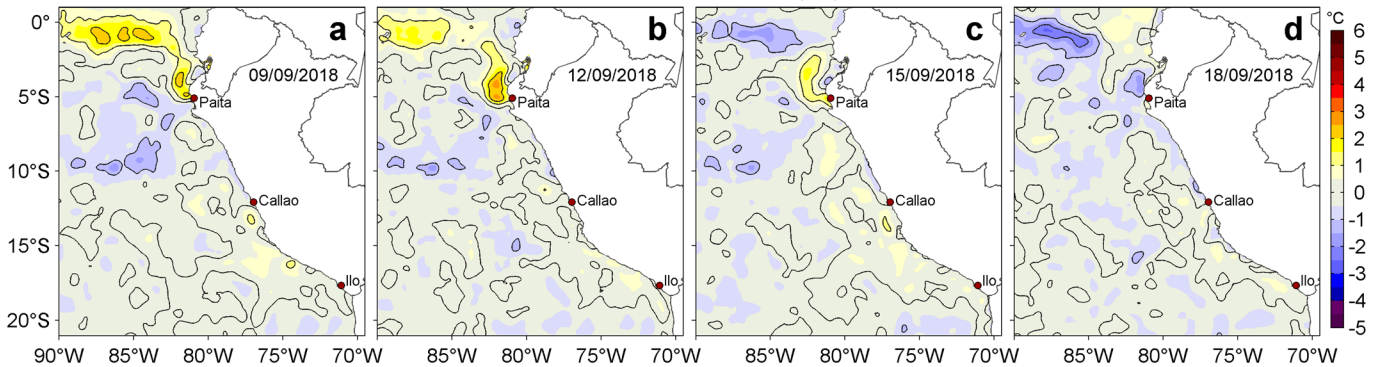 a
b
c
d
°C
09/09/2018
12/09/2018
15/09/2018
18/09/2018
Paita
Paita
Paita
Paita
Callao
Callao
Callao
Callao
Ilo
Ilo
Ilo
Ilo
0°
5°S
10°S
15°S
20°S
90°W 85°W 80°W 75°W 70°W
85°W 80°W 75°W 70°W
85°W 80°W 75°W 70°W
85°W 80°W 75°W 70°W
6
5
4
3
2
1
0
-1
-2
-3
-4
-5